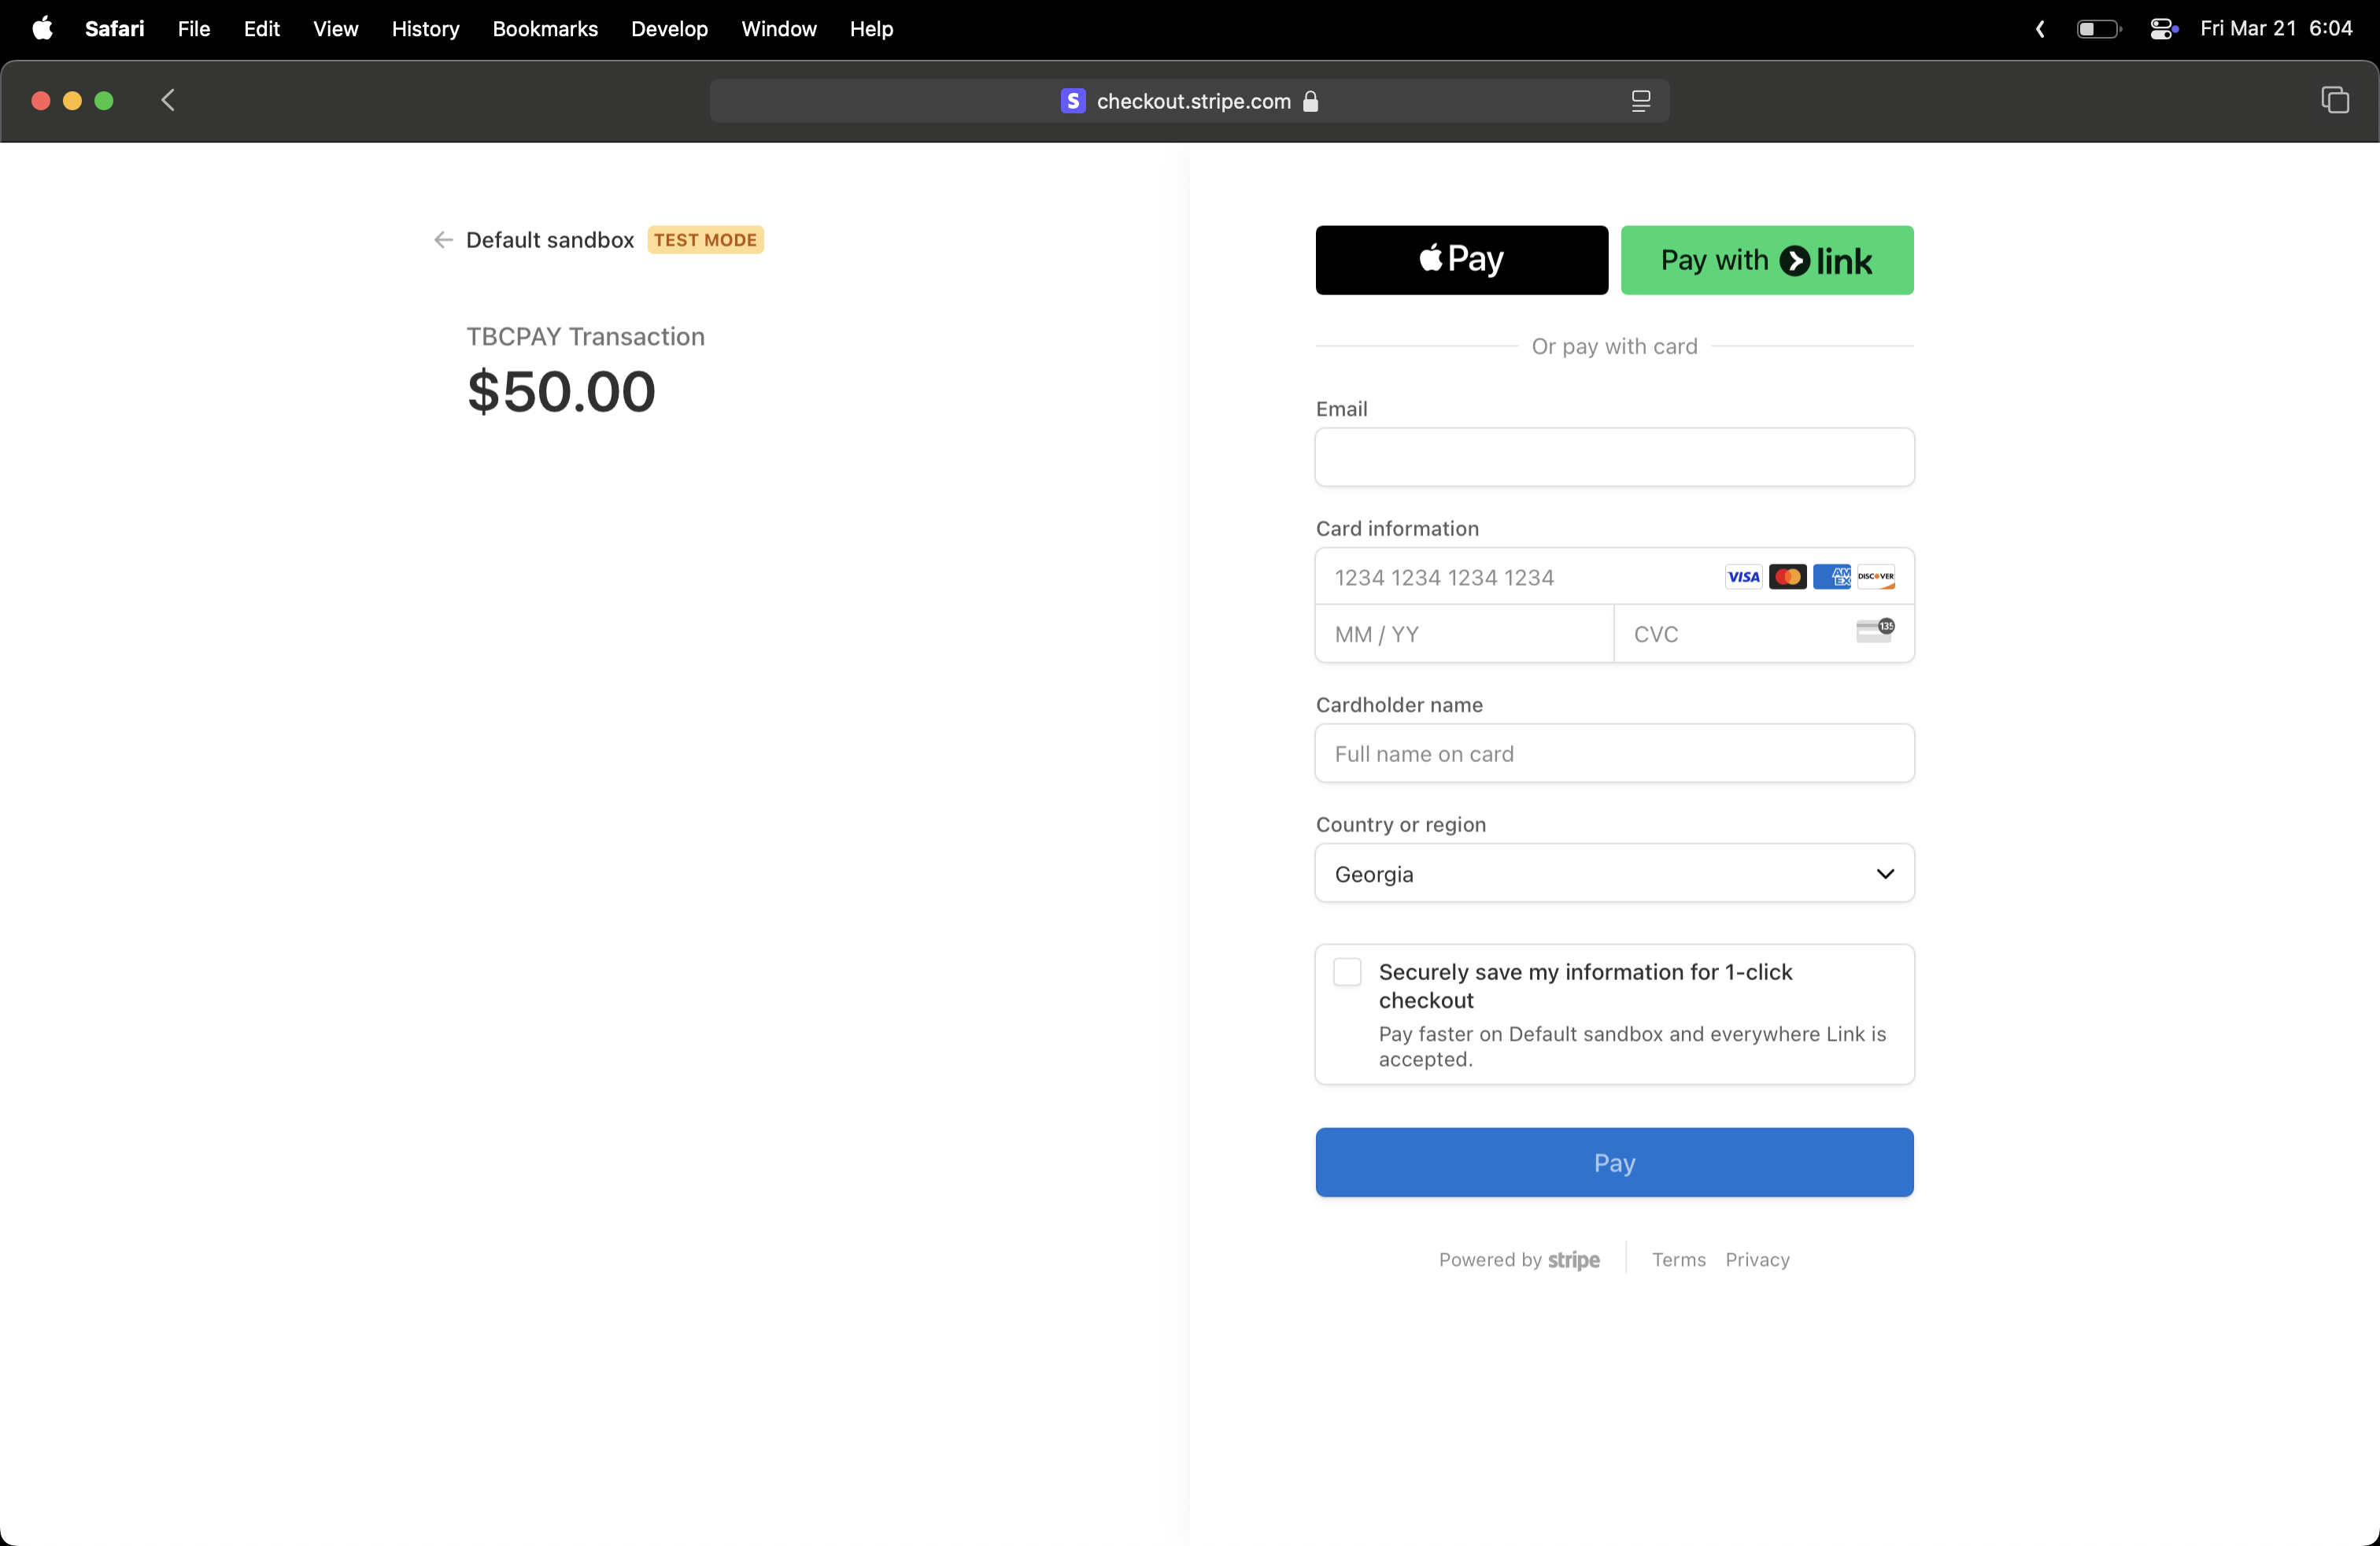 Safari File Edit View History Bookmarks Develop Window Help Fri Mar 21 6:04
S checkout.stripe.com
Default sandbox TEST MODE
TBCPAY Transaction
$50.00
Pay
Pay with link
Or pay with card
Email
Card information
1234 1234 1234 1234 VISA AMEX DISCOVER
MM / YY CVC 135
Cardholder name
Full name on card
Country or region
Georgia
Securely save my information for 1-click
checkout
Pay faster on Default sandbox and everywhere Link is
accepted.
Pay
Powered by stripe Terms Privacy